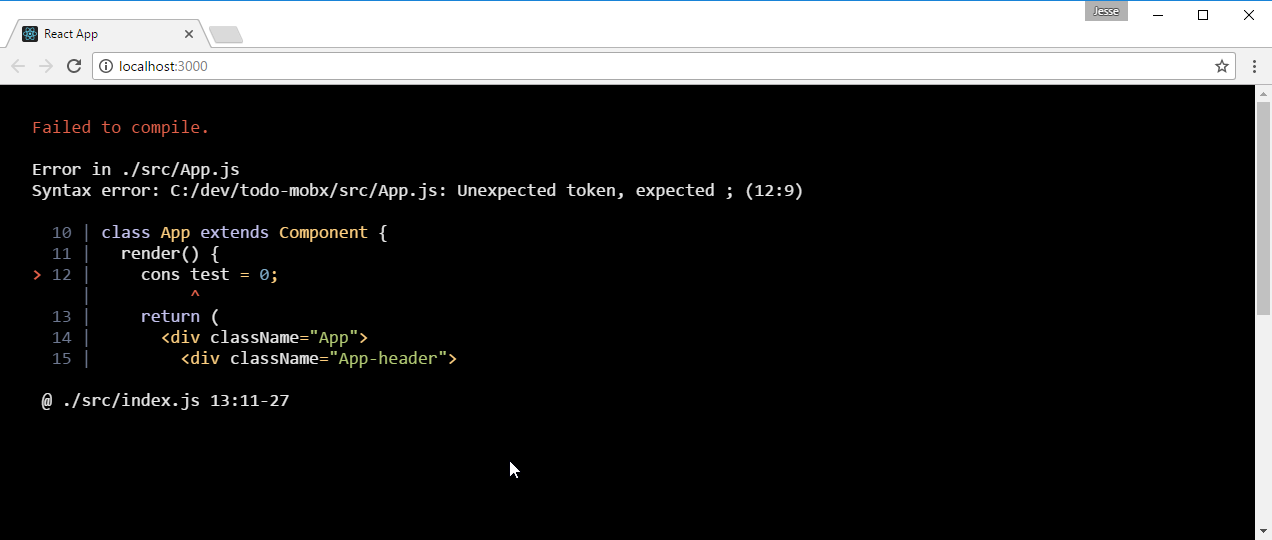 Jesse
React App
localhost:3000
Failed to compile.
Error in ./src/App.js
Syntax error: C:/dev/todo-mobx/src/App.js: Unexpected token, expected ; (12:9)
  10 | class App extends Component {
  11 |   render() {
> 12 |     cons test = 0;
     |          ^
  13 |     return (
  14 |       <div className="App">
  15 |         <div className="App-header">
 @ ./src/index.js 13:11-27